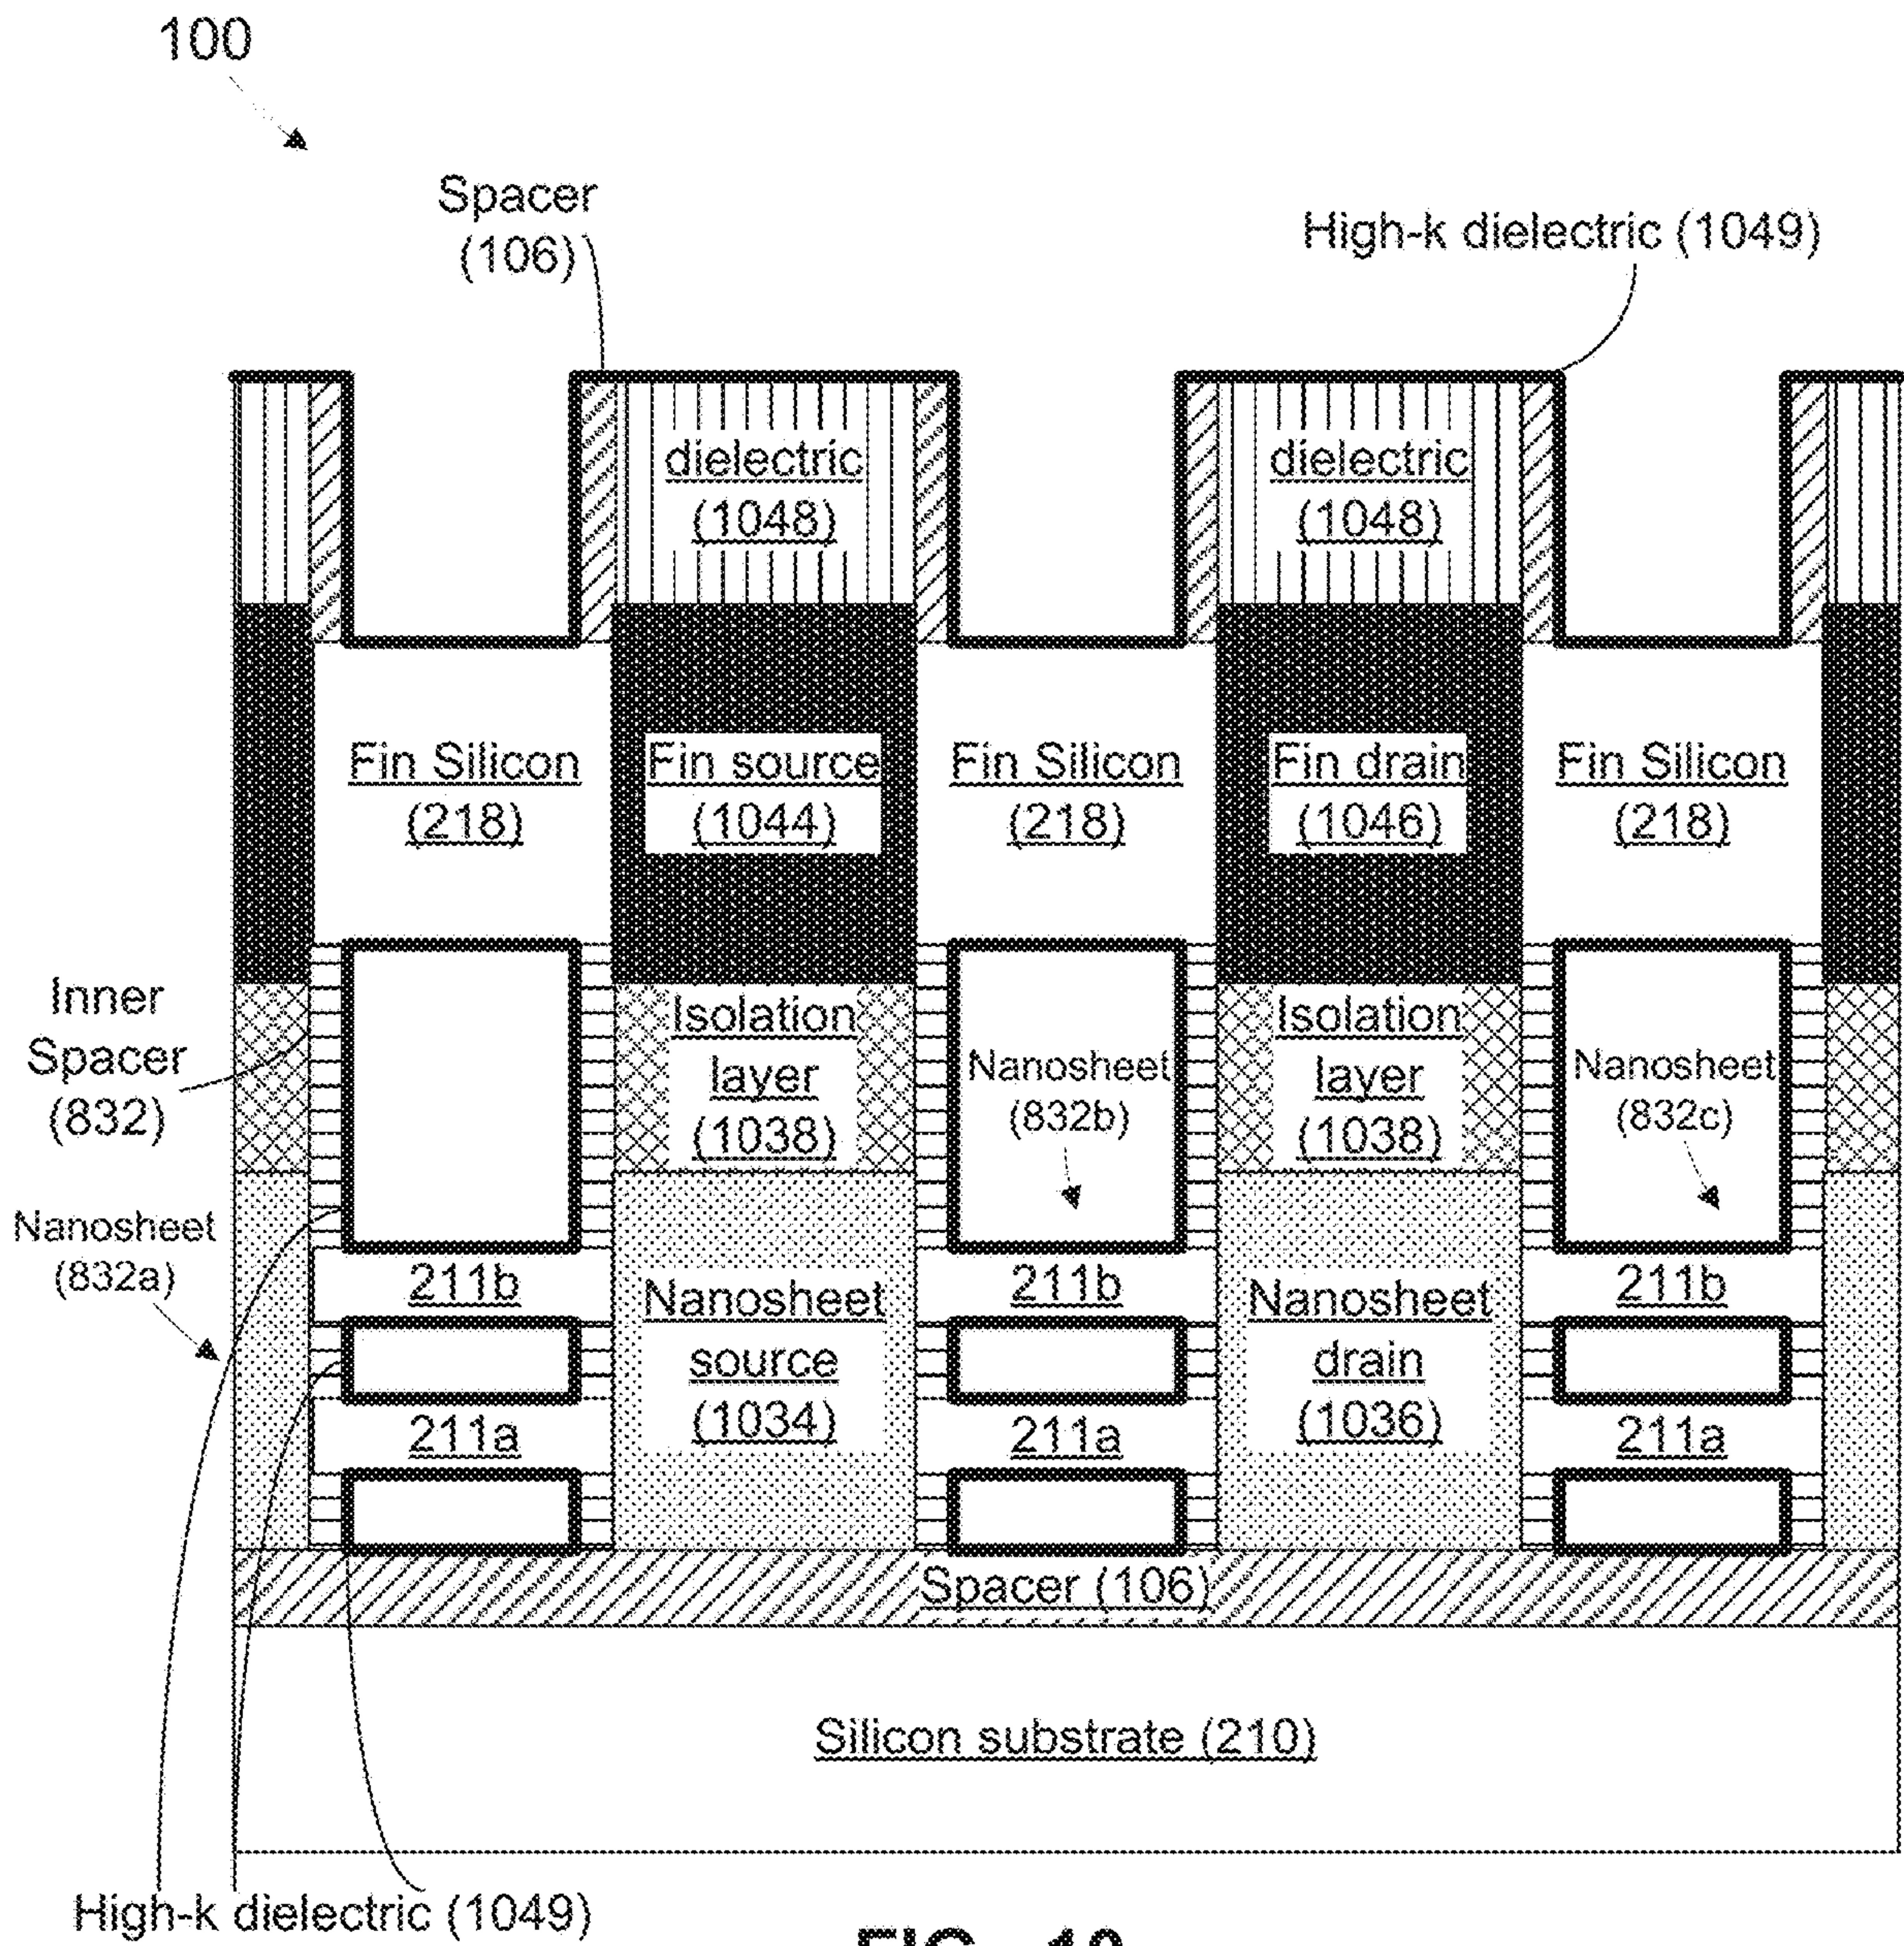 100
Spacer
(106)
High-k dielectric (1049)
dielectric
(1048)
dielectric
(1048)
Fin Silicon
(218)
Fin source
(1044)
Fin Silicon
(218)
Fin drain
(1046)
Fin Silicon
(218)
Inner
Spacer
(832)
Isolation
layer
(1038)
Nanosheet
(832b)
Isolation
layer
(1038)
Nanosheet
(832c)
Nanosheet
(832a)
211b
Nanosheet
source
(1034)
211b
Nanosheet
drain
(1036)
211b
211a
211a
211a
Spacer (106)
Silicon substrate (210)
High-k dielectric (1049)